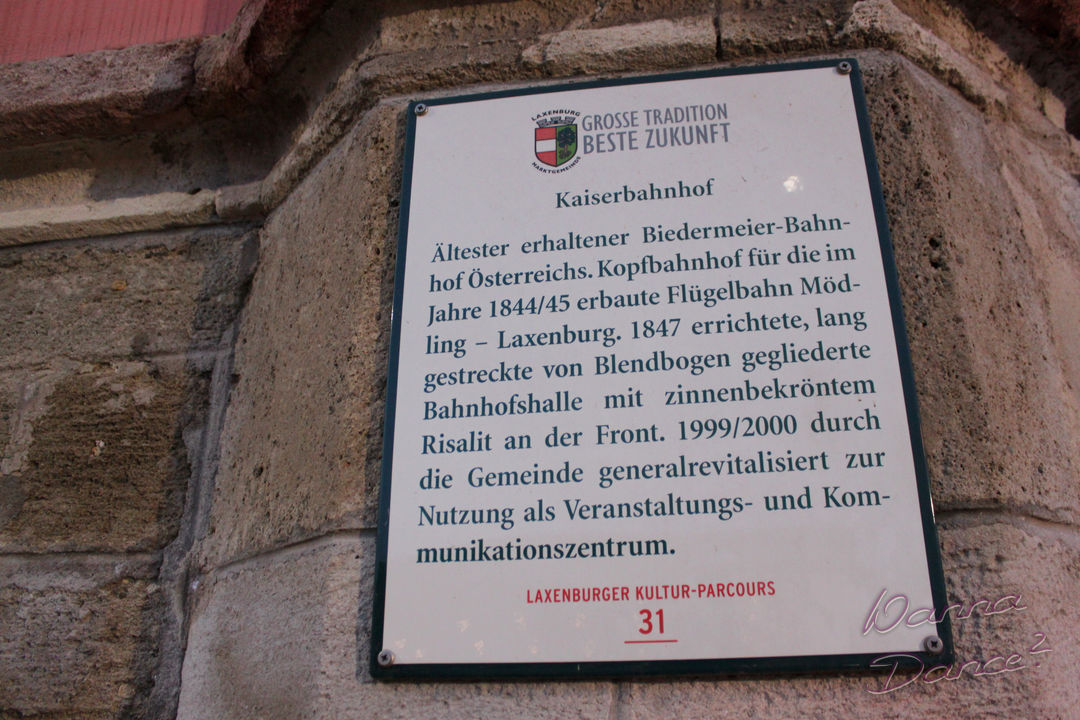 LAXENBURG
MARKTGEMEINDE
GROSSE TRADITION
BESTE ZUKUNFT
Kaiserbahnhof
Ältester erhaltener Biedermeier-Bahn-
hof Österreichs. Kopfbahnhof für die im
Jahre 1844/45 erbaute Flügelbahn Möd-
ling – Laxenburg. 1847 errichtete, lang
gestreckte von Blendbogen gegliederte
Bahnhofshalle mit zinnenbekröntem
Risalit an der Front. 1999/2000 durch
die Gemeinde generalrevitalisiert zur
Nutzung als Veranstaltungs- und Kom-
munikationszentrum.
LAXENBURGER KULTUR-PARCOURS
31
Wanna
Dance²?